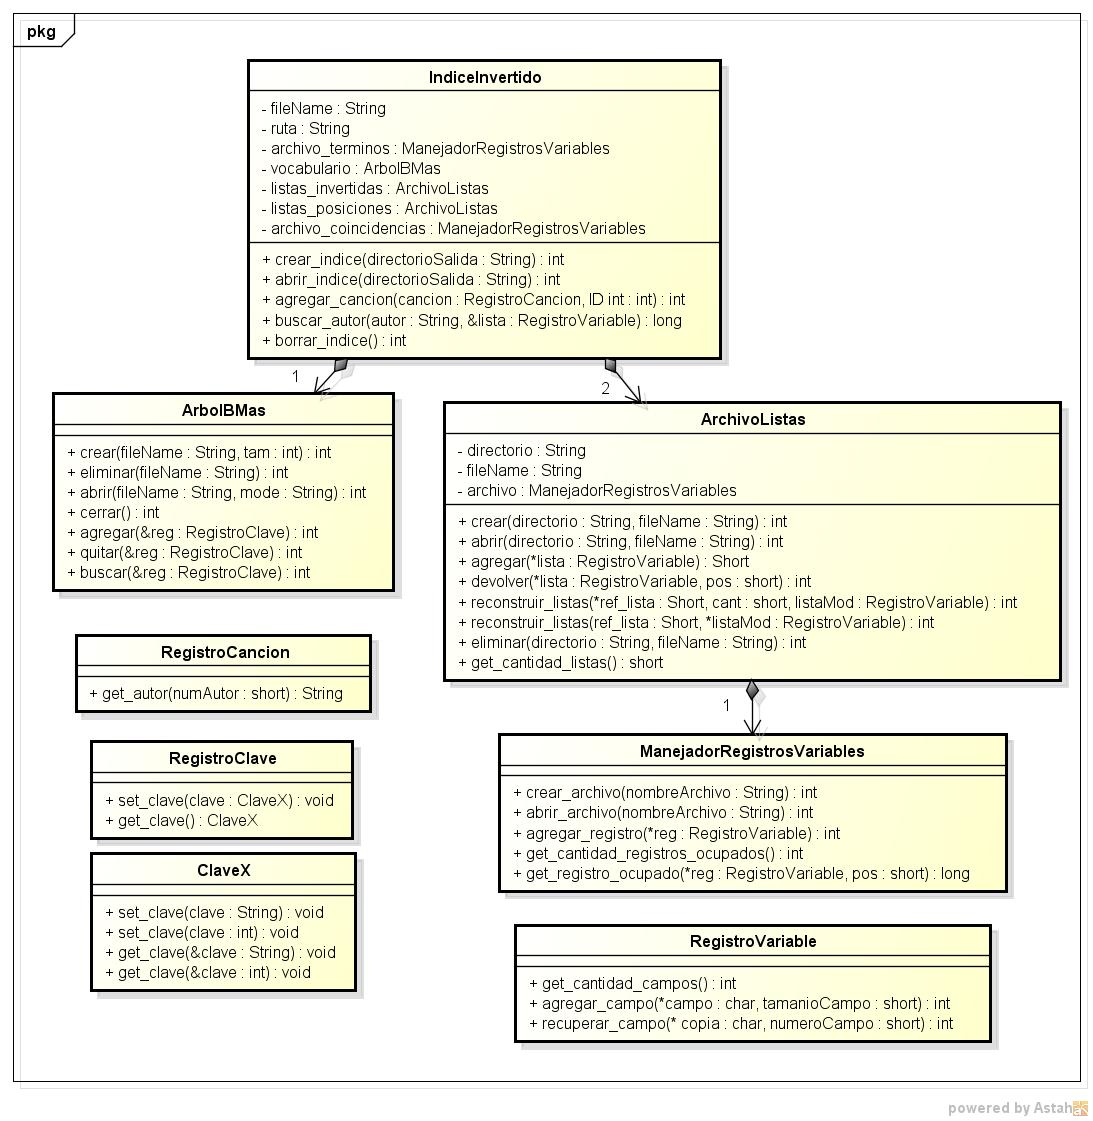 pkg
IndiceInvertido
- fileName : String
- ruta : String
- archivo_terminos : ManejadorRegistrosVariables
- vocabulario : ArbolBMas
- listas_invertidas : ArchivoListas
- listas_posiciones : ArchivoListas
- archivo_coincidencias : ManejadorRegistrosVariables
+ crear_indice(directorioSalida : String) : int
+ abrir_indice(directorioSalida : String) : int
+ agregar_cancion(cancion : RegistroCancion, ID int : int) : int
+ buscar_autor(autor : String, &lista : RegistroVariable) : long
+ borrar_indice() : int
1
2
ArbolBMas
+ crear(fileName : String, tam : int) : int
+ eliminar(fileName : String) : int
+ abrir(fileName : String, mode : String) : int
+ cerrar() : int
+ agregar(&reg : RegistroClave) : int
+ quitar(&reg : RegistroClave) : int
+ buscar(&reg : RegistroClave) : int
ArchivoListas
- directorio : String
- fileName : String
- archivo : ManejadorRegistrosVariables
+ crear(directorio : String, fileName : String) : int
+ abrir(directorio : String, fileName : String) : int
+ agregar(*lista : RegistroVariable) : Short
+ devolver(*lista : RegistroVariable, pos : short) : int
+ reconstruir_listas(*ref_lista : Short, cant : short, listaMod : RegistroVariable) : int
+ reconstruir_listas(ref_lista : Short, *listaMod : RegistroVariable) : int
+ eliminar(directorio : String, fileName : String) : int
+ get_cantidad_listas() : short
1
RegistroCancion
+ get_autor(numAutor : short) : String
RegistroClave
+ set_clave(clave : ClaveX) : void
+ get_clave() : ClaveX
ClaveX
+ set_clave(clave : String) : void
+ set_clave(clave : int) : void
+ get_clave(&clave : String) : void
+ get_clave(&clave : int) : void
ManejadorRegistrosVariables
+ crear_archivo(nombreArchivo : String) : int
+ abrir_archivo(nombreArchivo : String) : int
+ agregar_registro(*reg : RegistroVariable) : int
+ get_cantidad_registros_ocupados() : int
+ get_registro_ocupado(*reg : RegistroVariable, pos : short) : long
RegistroVariable
+ get_cantidad_campos() : int
+ agregar_campo(*campo : char, tamanioCampo : short) : int
+ recuperar_campo(* copia : char, numeroCampo : short) : int
powered by Astah